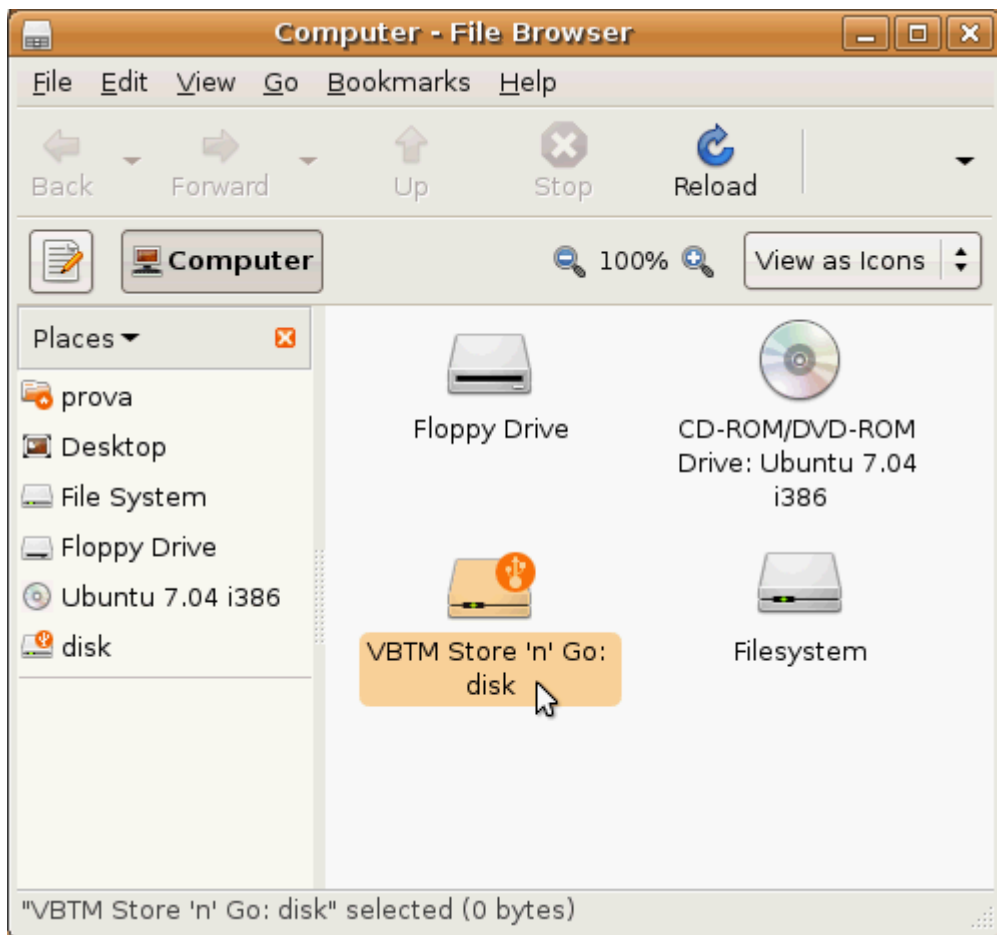 Computer - File Browser
File Edit View Go Bookmarks Help
Back Forward Up Stop Reload
Computer 100% View as Icons
Places
prova
Desktop
File System
Floppy Drive
Ubuntu 7.04 i386
disk
Floppy Drive
CD-ROM/DVD-ROM
Drive: Ubuntu 7.04
i386
VBTM Store 'n' Go:
disk
Filesystem
"VBTM Store 'n' Go: disk" selected (0 bytes)